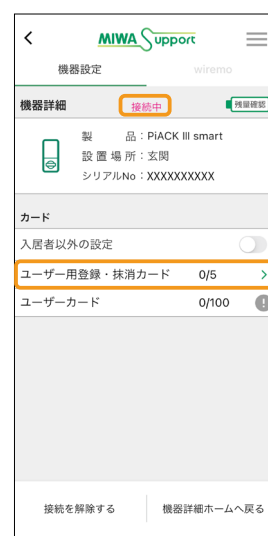 MIWA Support
機器設定 wiremo
機器詳細 接続中 残量確認
製 品：PiACK III smart
設置場所：玄関
シリアルNo：XXXXXXXXXX
カード
入居者以外の設定
ユーザー用登録・抹消カード 0/5
ユーザーカード 0/100
接続を解除する 機器詳細ホームへ戻る